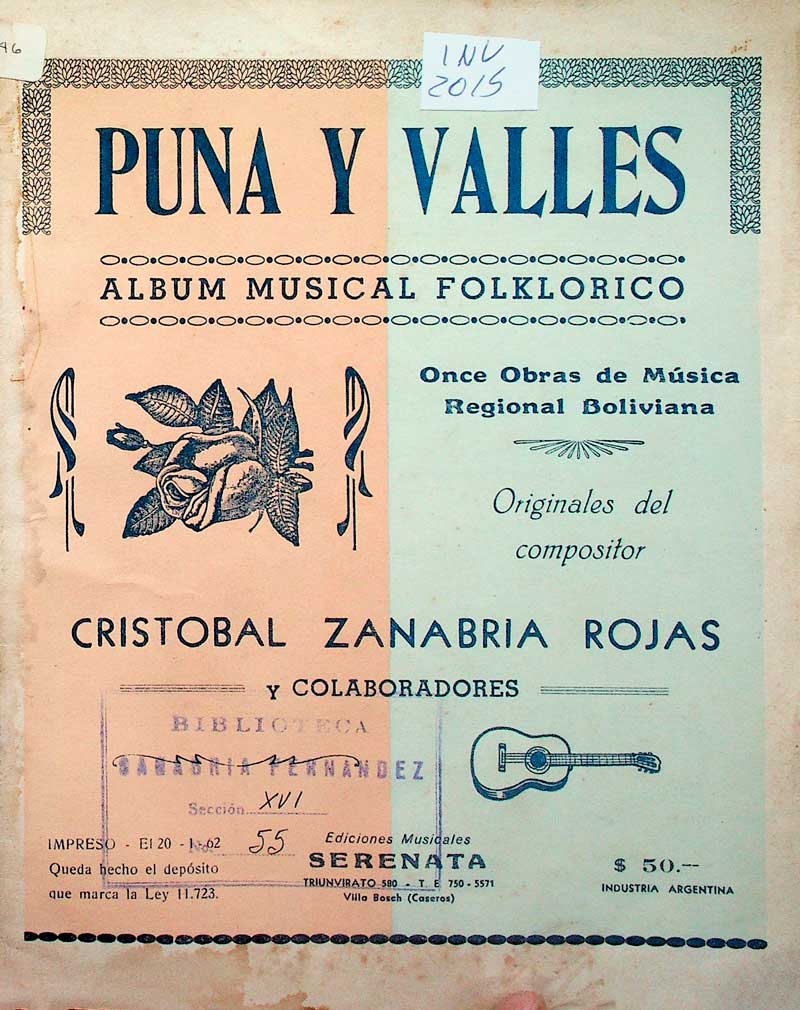 46
INV
2015
PUNA Y VALLES
ALBUM MUSICAL FOLKLORICO
Once Obras de Música
Regional Boliviana
Originales del
compositor
CRISTOBAL ZANABRIA ROJAS
Y COLABORADORES
BIBLIOTECA
SANABRIA FERNANDEZ
Sección XVI
No. 55
IMPRESO - El 20 - 1-62
Queda hecho el depósito
que marca la Ley 11.723.
Ediciones Musicales
SERENATA
TRIUNVIRATO 580 - T. E 750-5571
Villa Bosch (Caseros)
$ 50.--
INDUSTRIA ARGENTINA